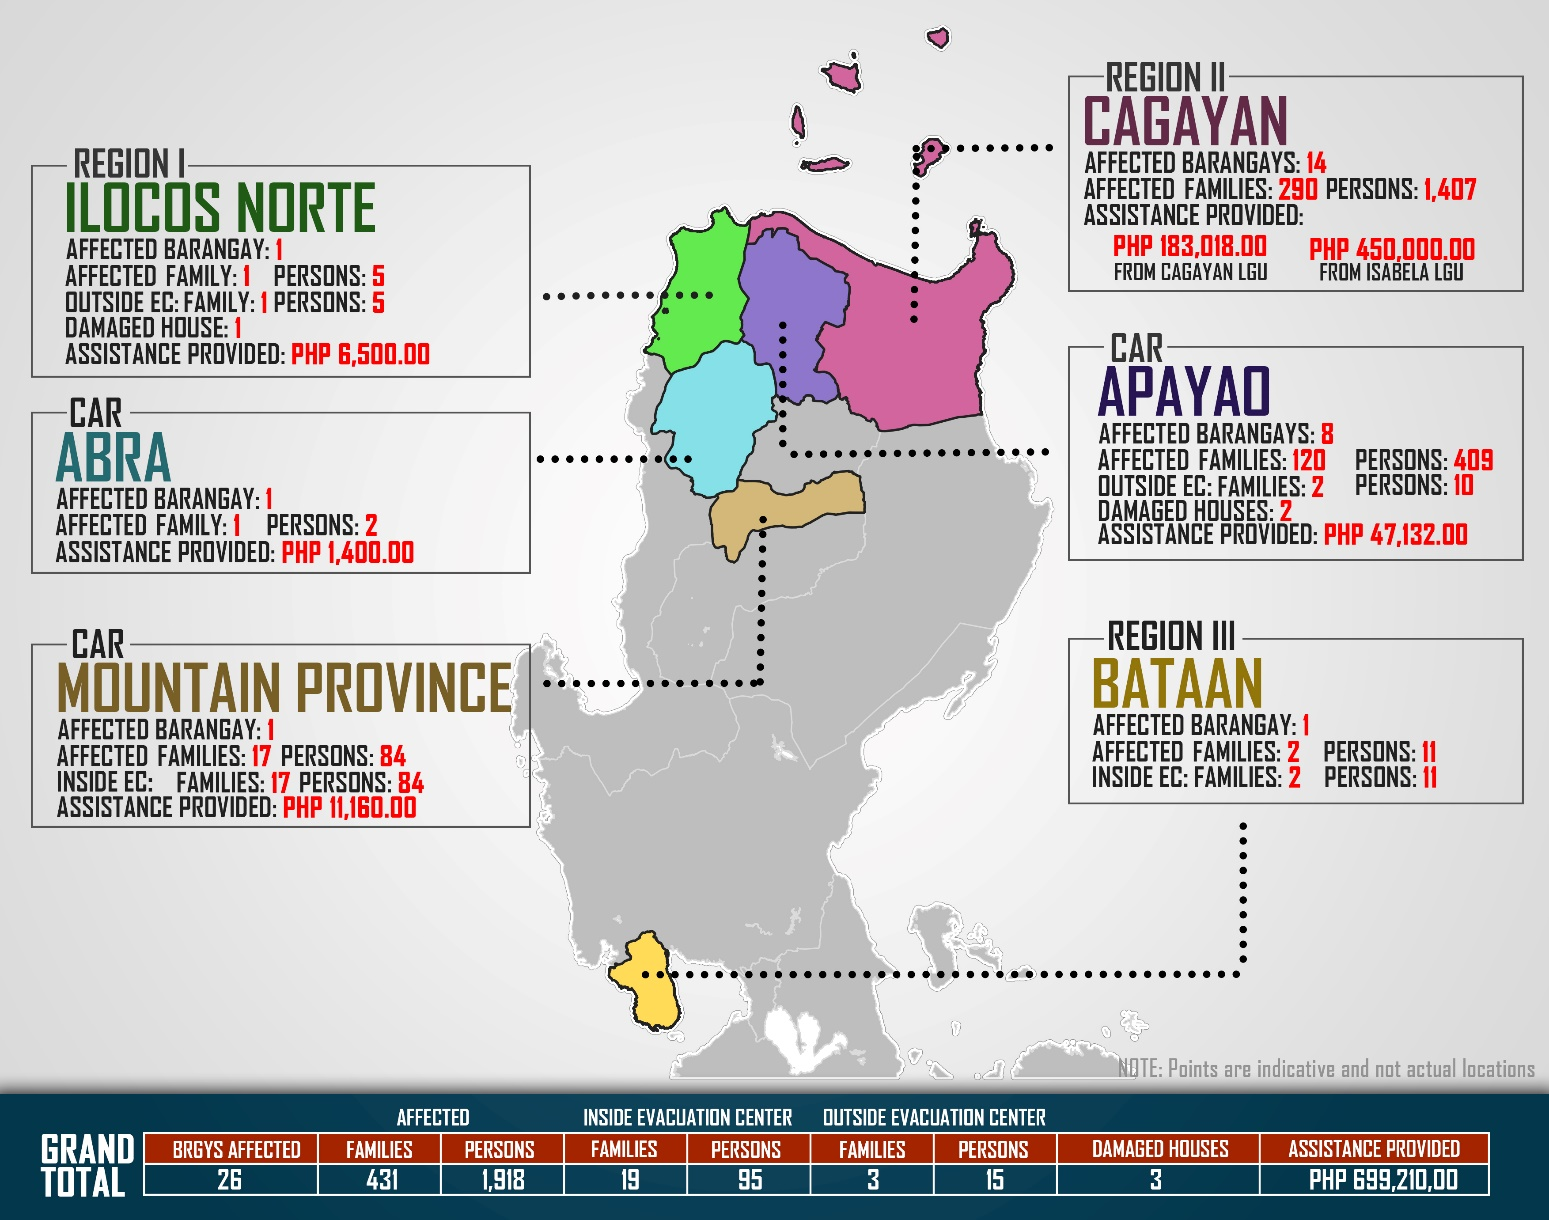 REGION I
ILOCOS NORTE
AFFECTED BARANGAY: 1
AFFECTED FAMILY: 1 PERSONS: 5
OUTSIDE EC: FAMILY: 1 PERSONS: 5
DAMAGED HOUSE: 1
ASSISTANCE PROVIDED: PHP 6,500.00
CAR
ABRA
AFFECTED BARANGAY: 1
AFFECTED FAMILY: 1 PERSONS: 2
ASSISTANCE PROVIDED: PHP 1,400.00
CAR
MOUNTAIN PROVINCE
AFFECTED BARANGAY: 1
AFFECTED FAMILIES: 17 PERSONS: 84
INSIDE EC: FAMILIES: 17 PERSONS: 84
ASSISTANCE PROVIDED: PHP 11,160.00
REGION II
CAGAYAN
AFFECTED BARANGAYS: 14
AFFECTED FAMILIES: 290 PERSONS: 1,407
ASSISTANCE PROVIDED:
PHP 183,018.00 PHP 450,000.00
FROM CAGAYAN LGU FROM ISABELA LGU
CAR
APAYAO
AFFECTED BARANGAYS: 8
AFFECTED FAMILIES: 120 PERSONS: 409
OUTSIDE EC: FAMILIES: 2 PERSONS: 10
DAMAGED HOUSES: 2
ASSISTANCE PROVIDED: PHP 47,132.00
REGION III
BATAAN
AFFECTED BARANGAY: 1
AFFECTED FAMILIES: 2 PERSONS: 11
INSIDE EC: FAMILIES: 2 PERSONS: 11
NOTE: Points are indicative and not actual locations
AFFECTED INSIDE EVACUATION CENTER OUTSIDE EVACUATION CENTER
GRAND TOTAL
BRGYS AFFECTED FAMILIES PERSONS FAMILIES PERSONS FAMILIES PERSONS DAMAGED HOUSES ASSISTANCE PROVIDED
26 431 1,918 19 95 3 15 3 PHP 699,210,00